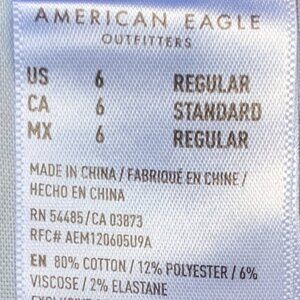 AMERICAN EAGLE
OUTFITTERS
US 6 REGULAR
CA 6 STANDARD
MX 6 REGULAR
MADE IN CHINA / FABRIQUÉ EN CHINE /
HECHO EN CHINA
RN 54485/CA 03873
RFC# AEM120605U9A
EN 80% COTTON / 12% POLYESTER / 6%
VISCOSE / 2% ELASTANE